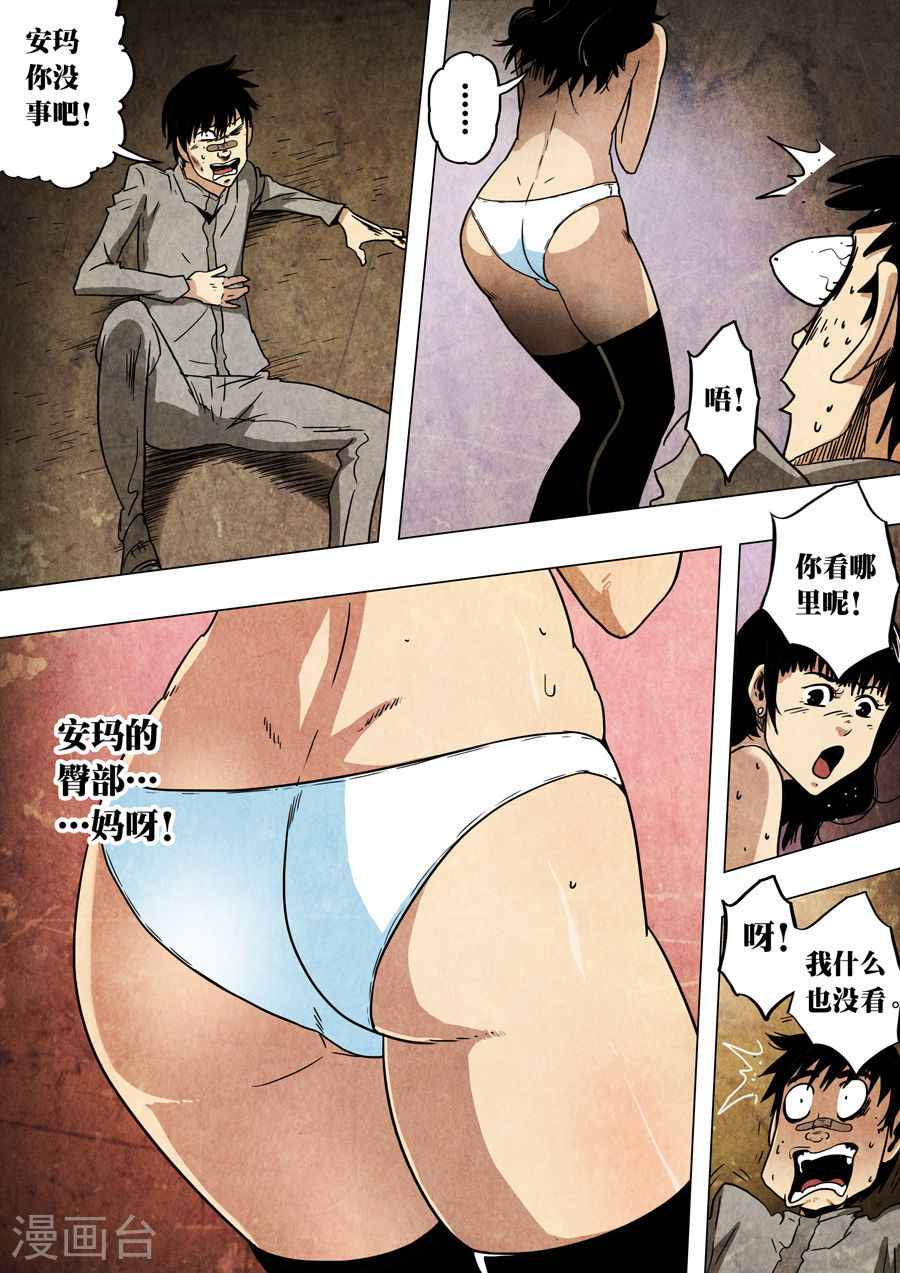 安玛
你没
事吧！
……
唔！
你看哪
里呢！
安玛的
臀部…
…妈呀！
呀！
我什么
也没看。
漫画台